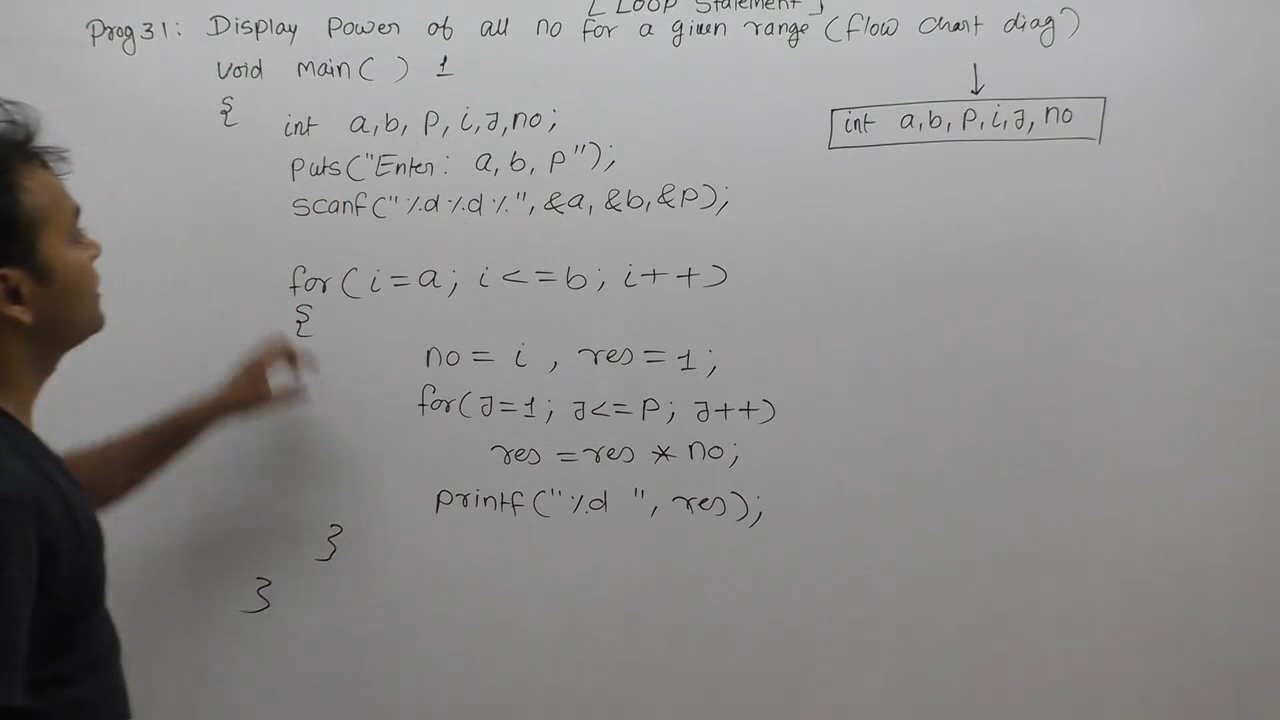 [ Loop Statement ]
Prog 31: Display Power of all no for a given range (flow chart diag)
void main( ) 1
{
int a,b, P, i,J,no;
puts("Enter: a, b, P");
scanf("%d%d%", &a, &b, &P);
for( i=a; i<=b; i++)
{
no = i , res = 1;
for(J=1; J<=P; J++)
res = res * no;
printf("%d ", res);
}
}
int a,b, P,i,J, no